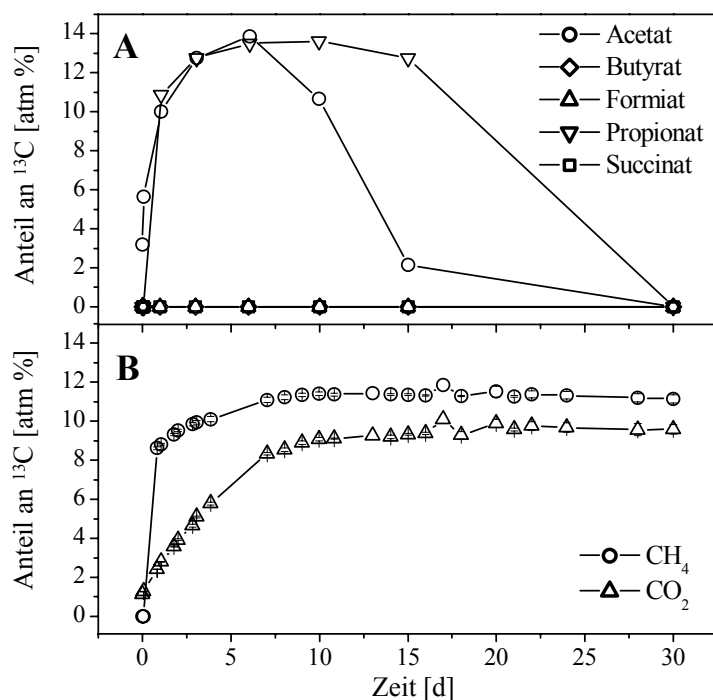 A
Anteil an ¹³C [atm %]
14
12
10
8
6
4
2
0
Acetat
Butyrat
Formiat
Propionat
Succinat
B
Anteil an ¹³C [atm %]
14
12
10
8
6
4
2
0
CH₄
CO₂
0 5 10 15 20 25 30
Zeit [d]